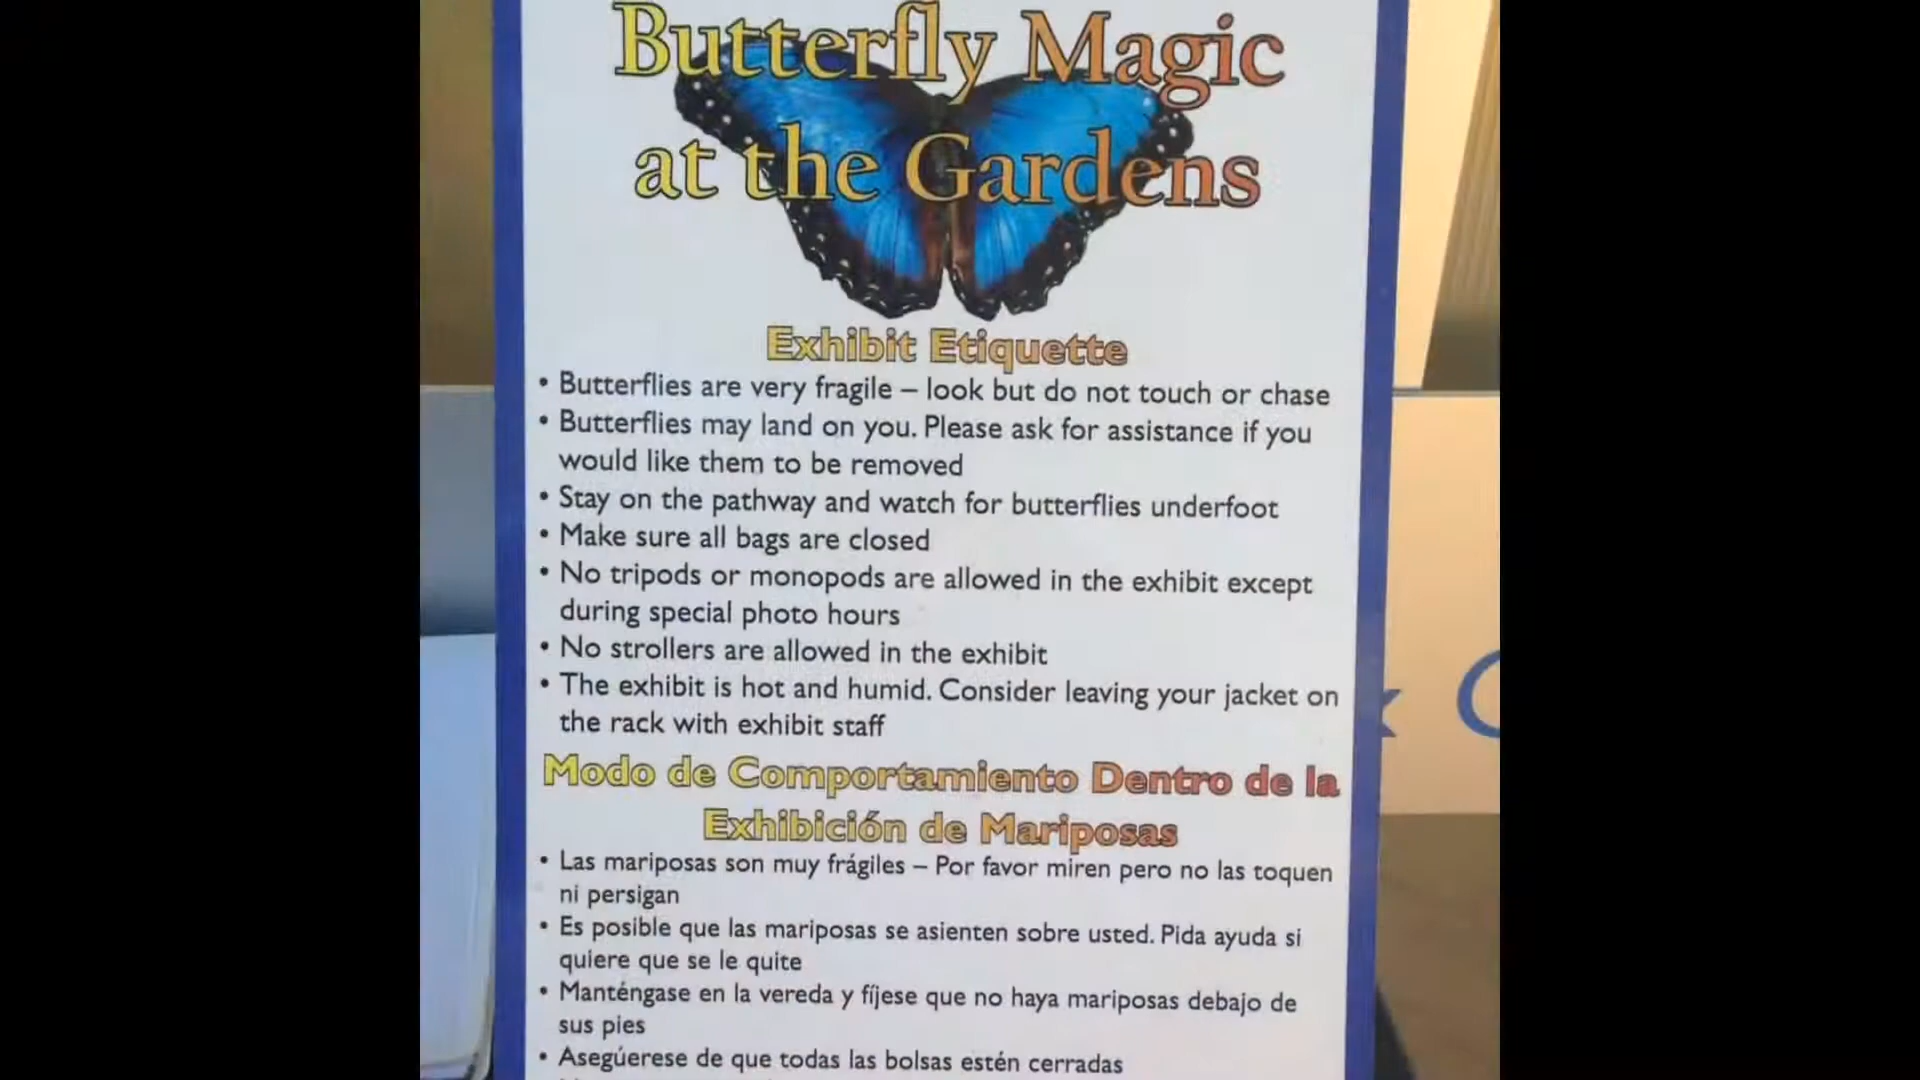 Butterfly Magic
at the Gardens
Exhibit Etiquette
• Butterflies are very fragile – look but do not touch or chase
• Butterflies may land on you. Please ask for assistance if you
would like them to be removed
• Stay on the pathway and watch for butterflies underfoot
• Make sure all bags are closed
• No tripods or monopods are allowed in the exhibit except
during special photo hours
• No strollers are allowed in the exhibit
• The exhibit is hot and humid. Consider leaving your jacket on
the rack with exhibit staff
Modo de Comportamiento Dentro de la
Exhibición de Mariposas
• Las mariposas son muy frágiles – Por favor miren pero no las toquen
ni persigan
• Es posible que las mariposas se asienten sobre usted. Pida ayuda si
quiere que se le quite
• Manténgase en la vereda y fíjese que no haya mariposas debajo de
sus pies
• Asegúerese de que todas las bolsas estén cerradas